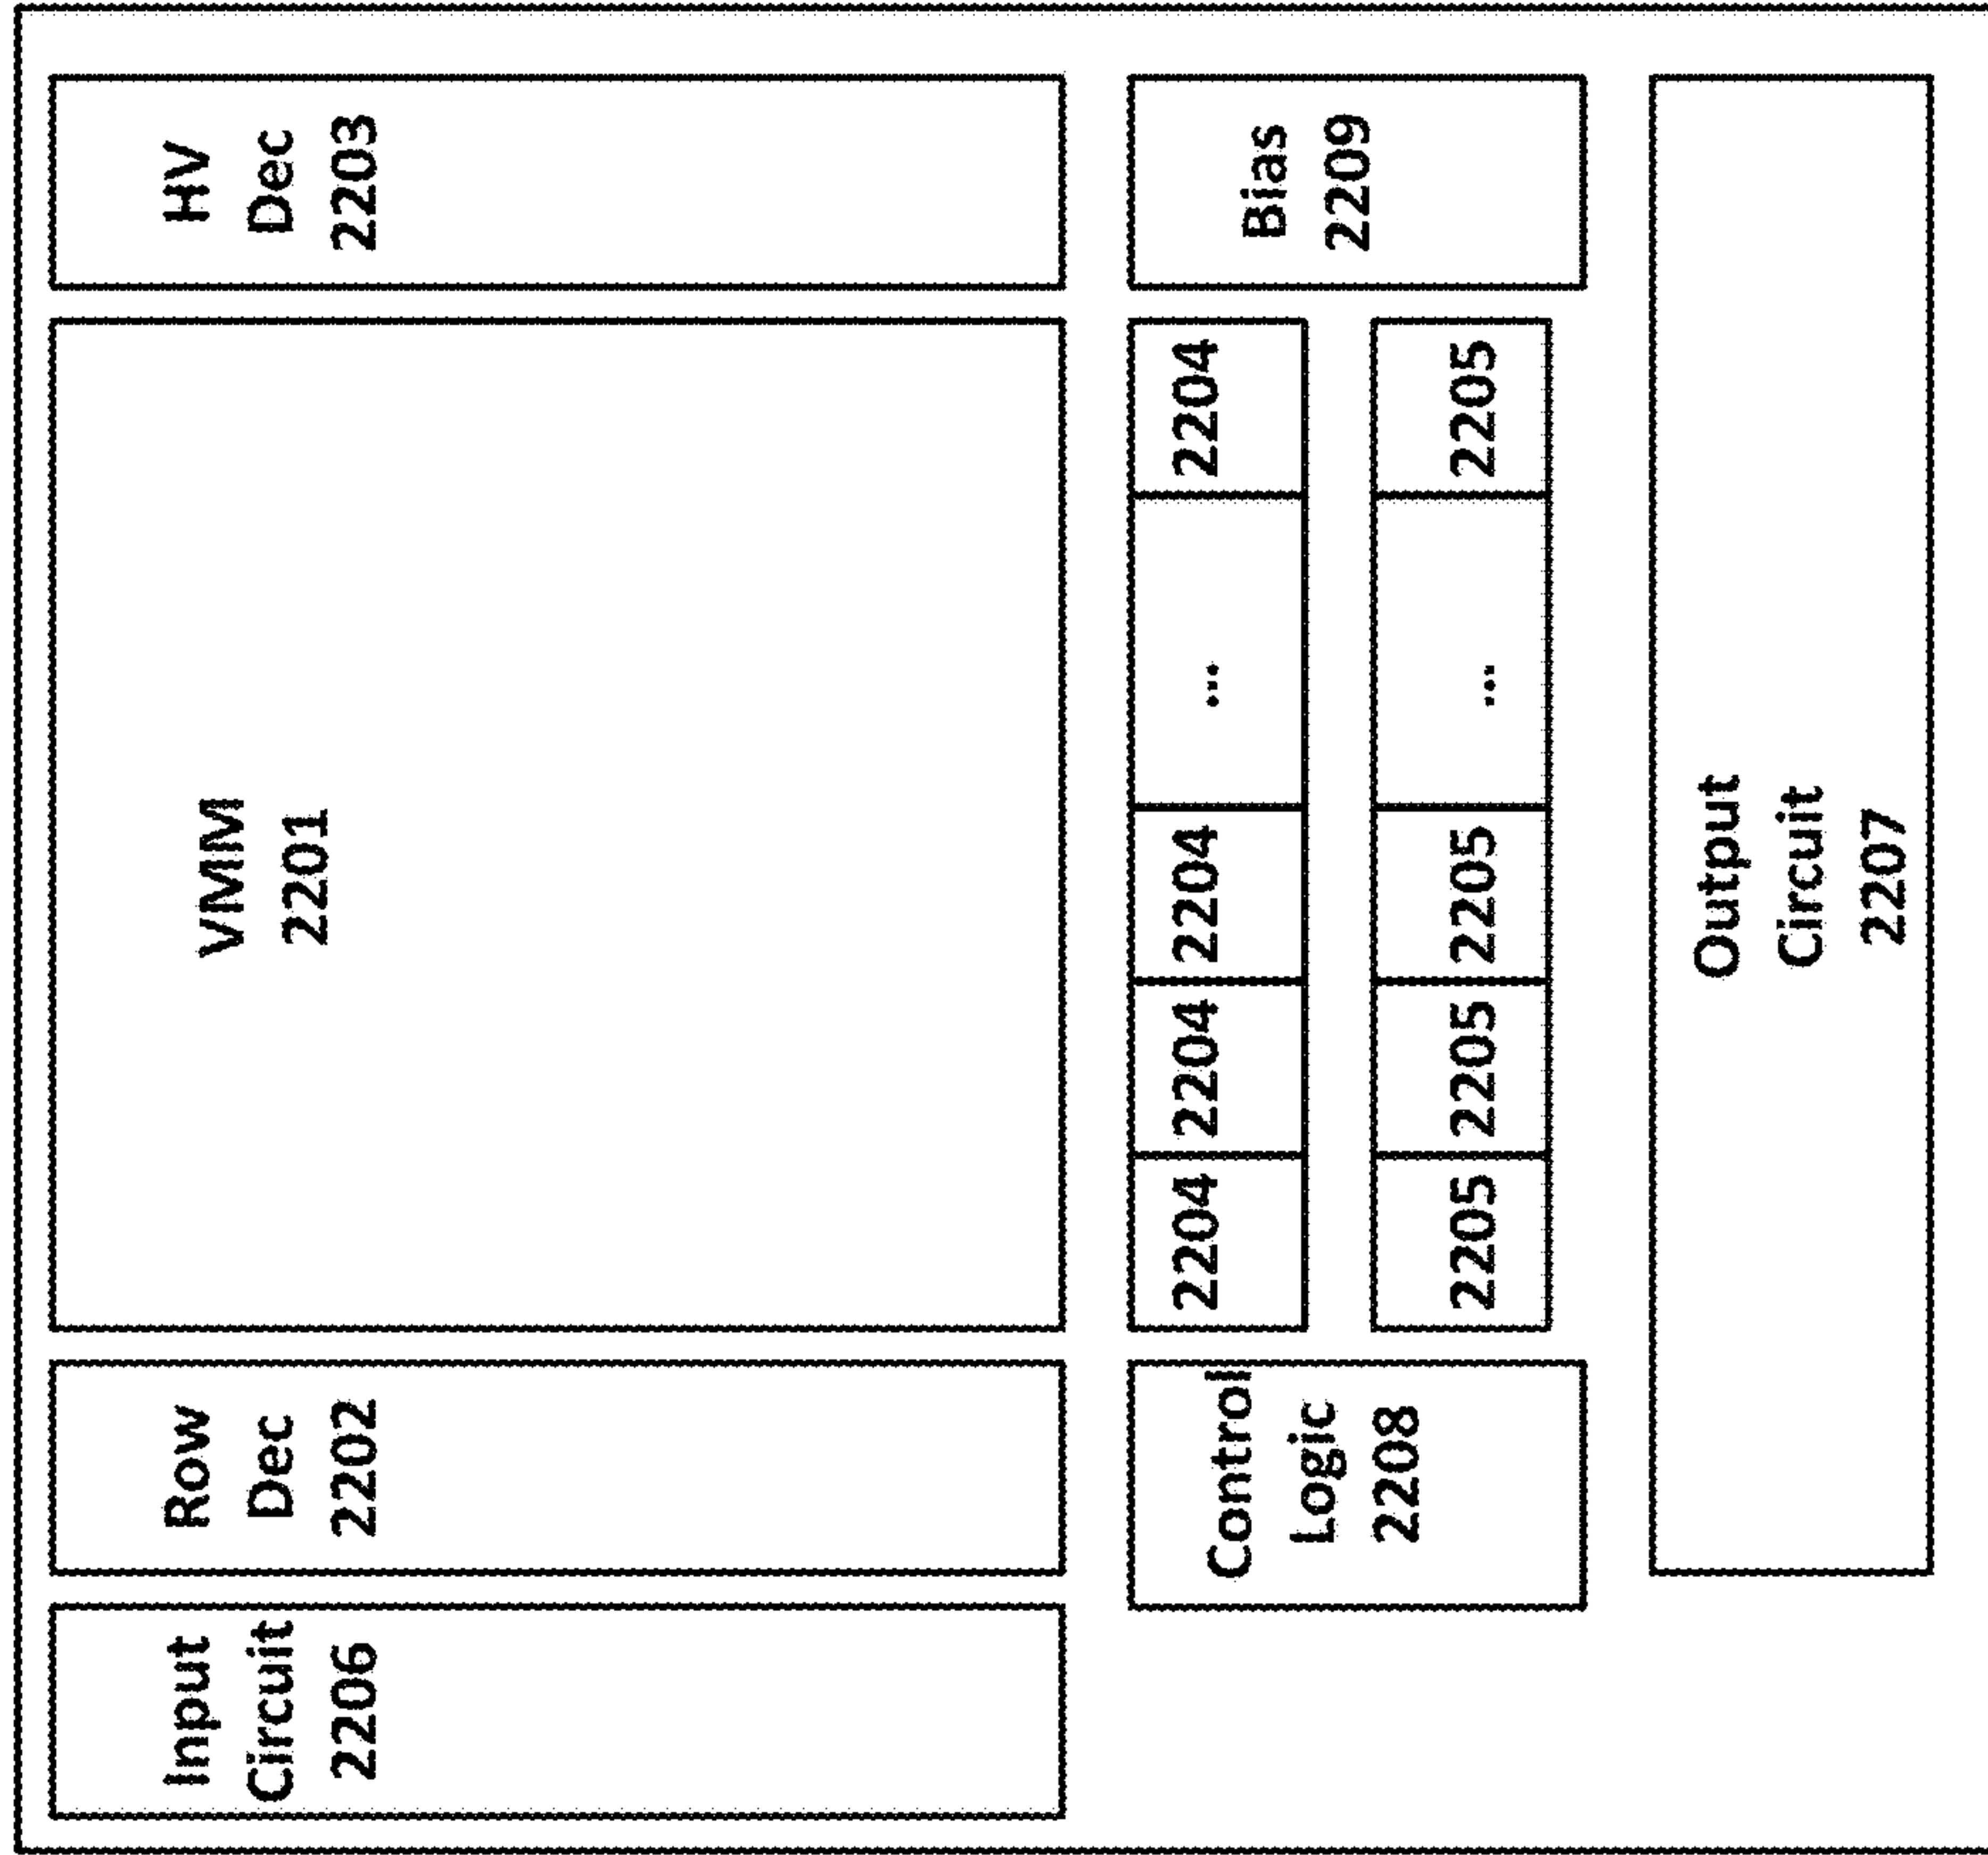 Input
Circuit
2206
Row
Dec
2202
VMM
2201
HV
Dec
2203
Control
Logic
2208
2204 2204 2204 ... 2204
2205 2205 2205 ... 2205
Bias
2209
Output
Circuit
2207